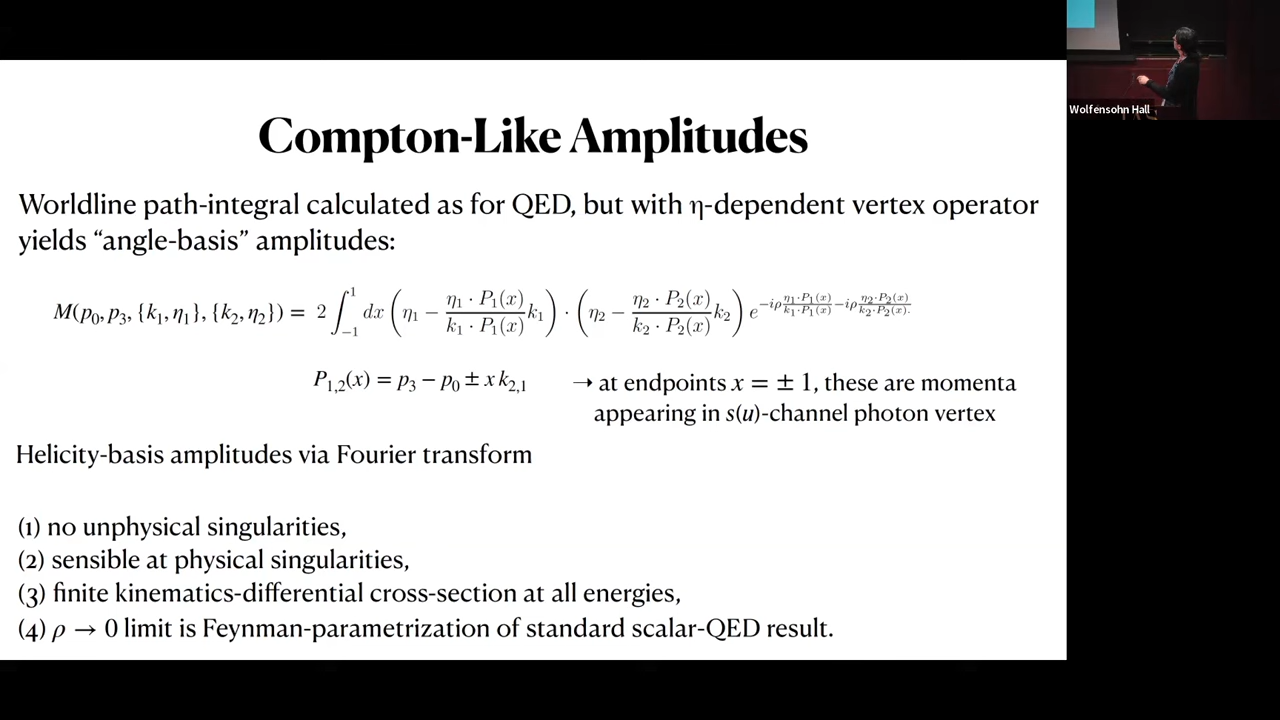 Compton-Like Amplitudes
Worldline path-integral calculated as for QED, but with η-dependent vertex operator
yields “angle-basis” amplitudes:
M(p₀, p₃, {k₁, η₁}, {k₂, η₂}) = 2 ∫₋₁¹ dx (η₁ − (η₁ · P₁(x))/(k₁ · P₁(x)) k₁) · (η₂ − (η₂ · P₂(x))/(k₂ · P₂(x)) k₂) e^{−iρ (η₁·P₁(x))/(k₁·P₁(x)) − iρ (η₂·P₂(x))/(k₂·P₂(x)).}
P₁,₂(x) = p₃ − p₀ ± x k₂,₁ → at endpoints x = ± 1, these are momenta
appearing in s(u)-channel photon vertex
Helicity-basis amplitudes via Fourier transform
(1) no unphysical singularities,
(2) sensible at physical singularities,
(3) finite kinematics-differential cross-section at all energies,
(4) ρ → 0 limit is Feynman-parametrization of standard scalar-QED result.
Wolfensohn Hall